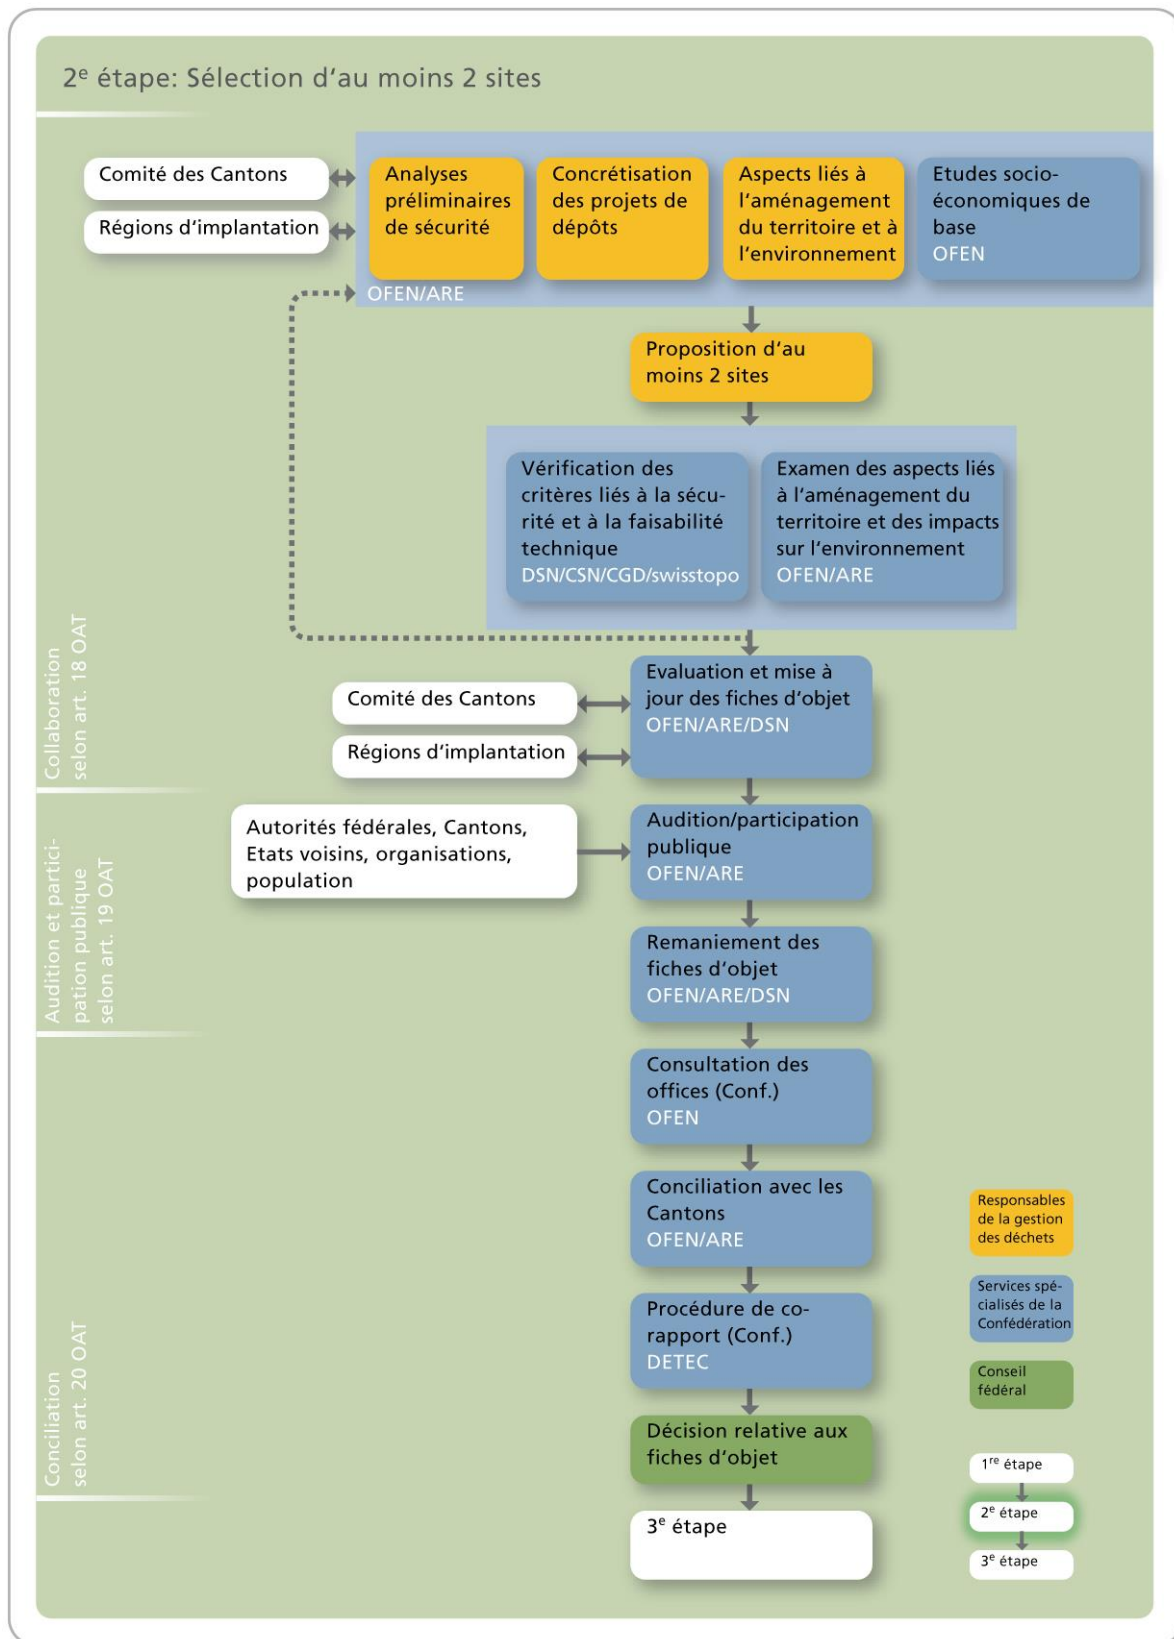 2e étape: Sélection d‘au moins 2 sites
Comité des Cantons
Régions d‘implantation
Analyses
préliminaires
de sécurité
Concrétisation
des projets de
dépôts
Aspects liés à
l‘aménagement
du territoire et à
l‘environnement
Etudes socio-
économiques de
base
OFEN
OFEN/ARE
Proposition d‘au
moins 2 sites
Vérification des
critères liés à la sécu-
rité et à la faisabilité
technique
DSN/CSN/CGD/swisstopo
Examen des aspects liés
à l‘aménagement du
territoire et des impacts
sur l‘environnement
OFEN/ARE
Collaboration
selon art. 18 OAT
Comité des Cantons
Régions d‘implantation
Evaluation et mise à
jour des fiches d‘objet
OFEN/ARE/DSN
Audition et partici-
pation publique
selon art. 19 OAT
Autorités fédérales, Cantons,
Etats voisins, organisations,
population
Audition/participation
publique
OFEN/ARE
Remaniement des
fiches d‘objet
OFEN/ARE/DSN
Conciliation
selon art. 20 OAT
Consultation des
offices (Conf.)
OFEN
Conciliation avec les
Cantons
OFEN/ARE
Procédure de co-
rapport (Conf.)
DETEC
Décision relative aux
fiches d‘objet
3e étape
Responsables
de la gestion
des déchets
Services spé-
cialisés de la
Confédération
Conseil
fédéral
1re étape
2e étape
3e étape